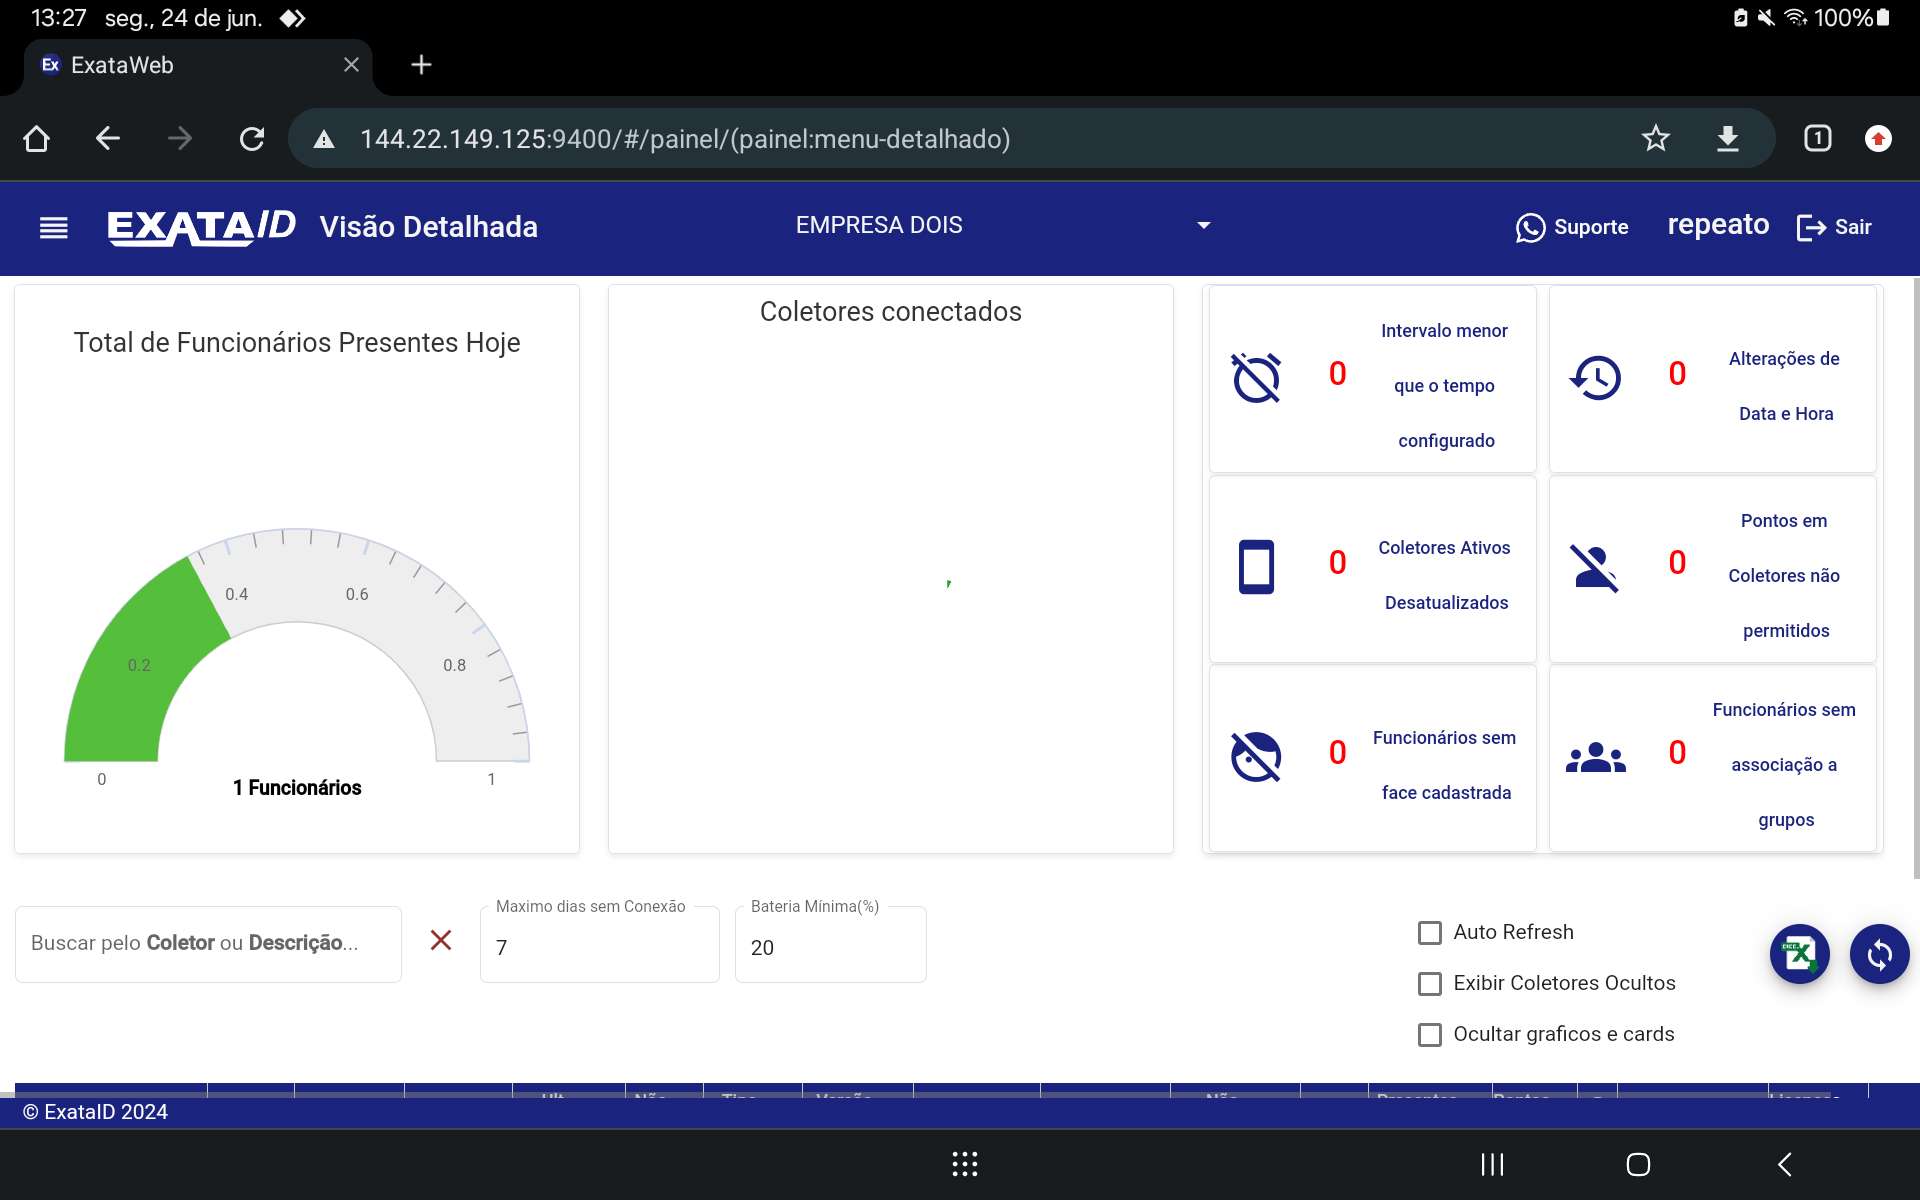 13:27 seg., 24 de jun. 100%
Ex ExataWeb
144.22.149.125:9400/#/painel/(painel:menu-detalhado)
1
EXATAID Visão Detalhada
EMPRESA DOIS
Suporte
repeato
Sair
Total de Funcionários Presentes Hoje
0
0.2
0.4
0.6
0.8
1
1 Funcionários
Coletores conectados
0
Intervalo menor
que o tempo
configurado
0
Alterações de
Data e Hora
0
Coletores Ativos
Desatualizados
0
Pontos em
Coletores não
permitidos
0
Funcionários sem
face cadastrada
0
Funcionários sem
associação a
grupos
Buscar pelo Coletor ou Descrição...
Maximo dias sem Conexão
7
Bateria Mínima(%)
20
Auto Refresh
Exibir Coletores Ocultos
Ocultar graficos e cards
© ExataID 2024